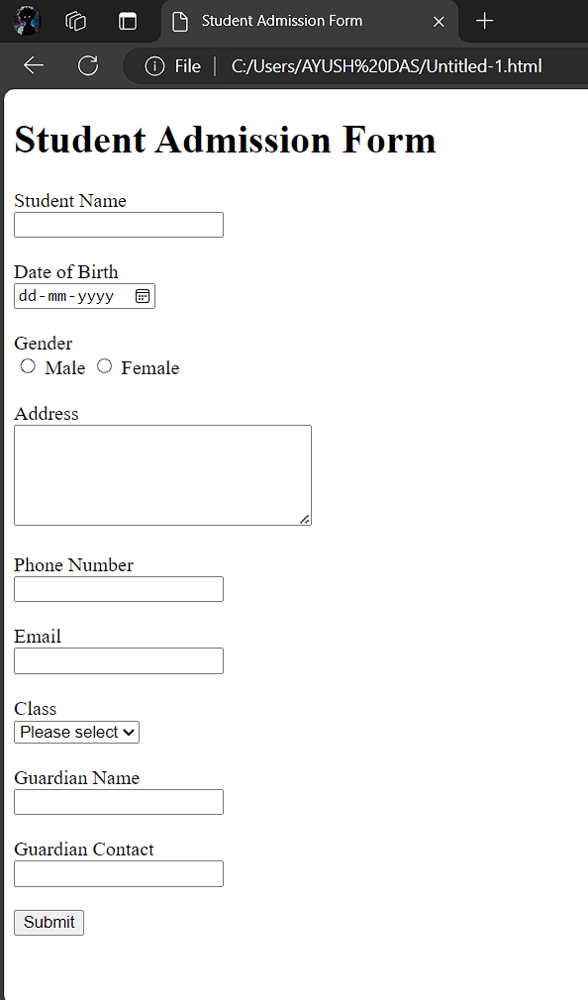 Student Admission Form
File | C:/Users/AYUSH%20DAS/Untitled-1.html
Student Admission Form
Student Name
Date of Birth
dd-mm-yyyy
Gender
Male Female
Address
Phone Number
Email
Class
Please select
Guardian Name
Guardian Contact
Submit